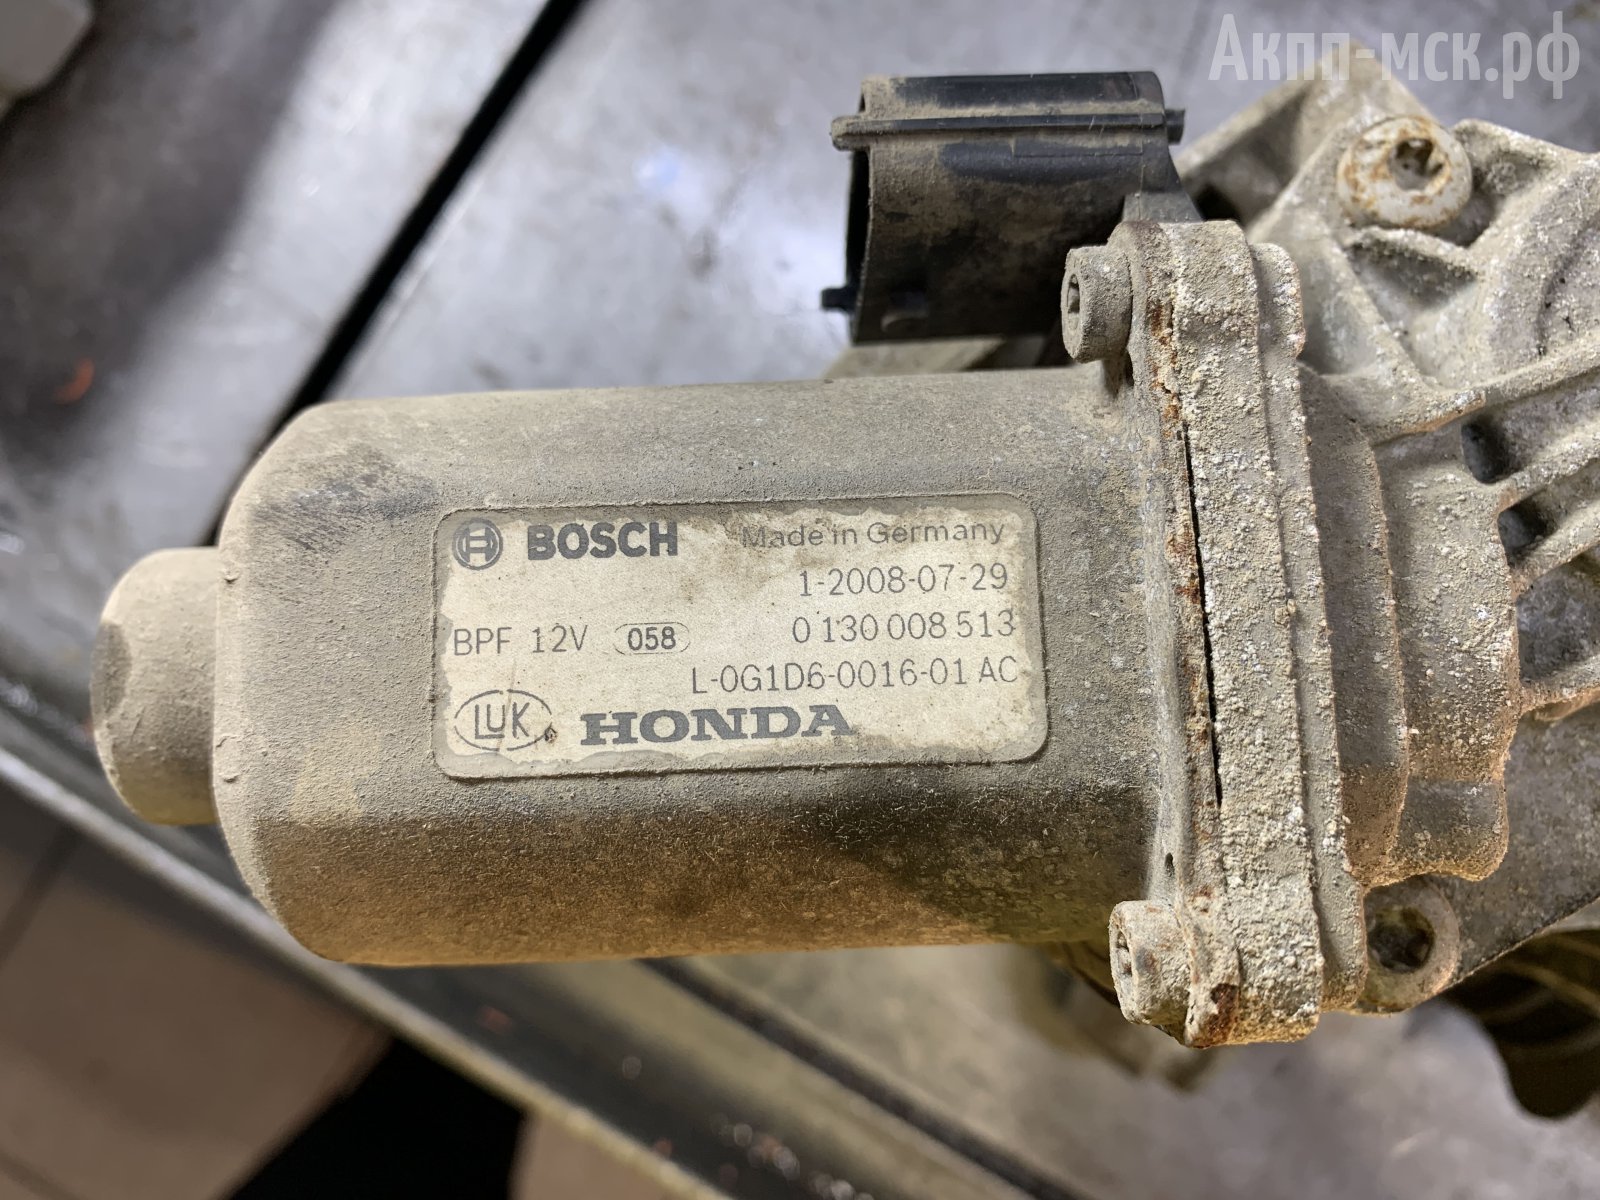 Акпп-мск.рф
BOSCH Made in Germany
1-2008-07-29
BPF 12V 058 0 130 008 513
L-0G1D6-0016-01 AC
LUK HONDA